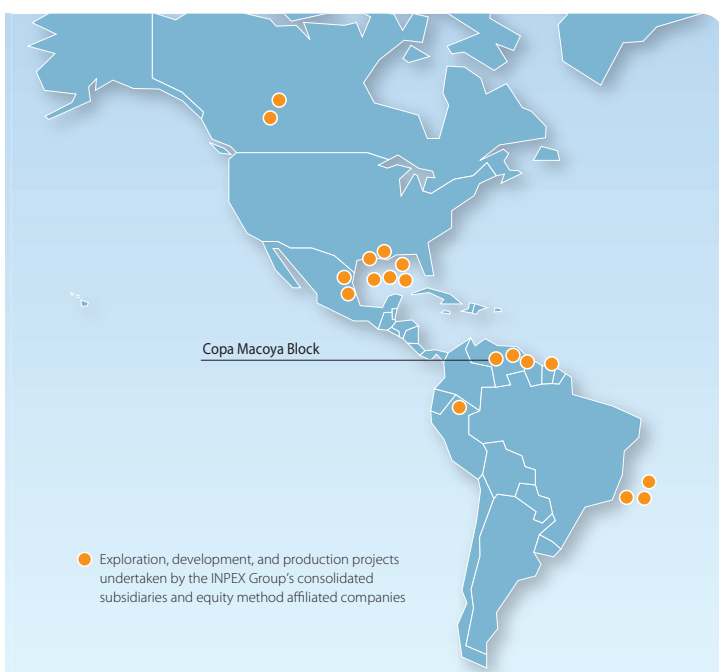 Copa Macoya Block
Exploration, development, and production projects
undertaken by the INPEX Group's consolidated
subsidiaries and equity method affiliated companies